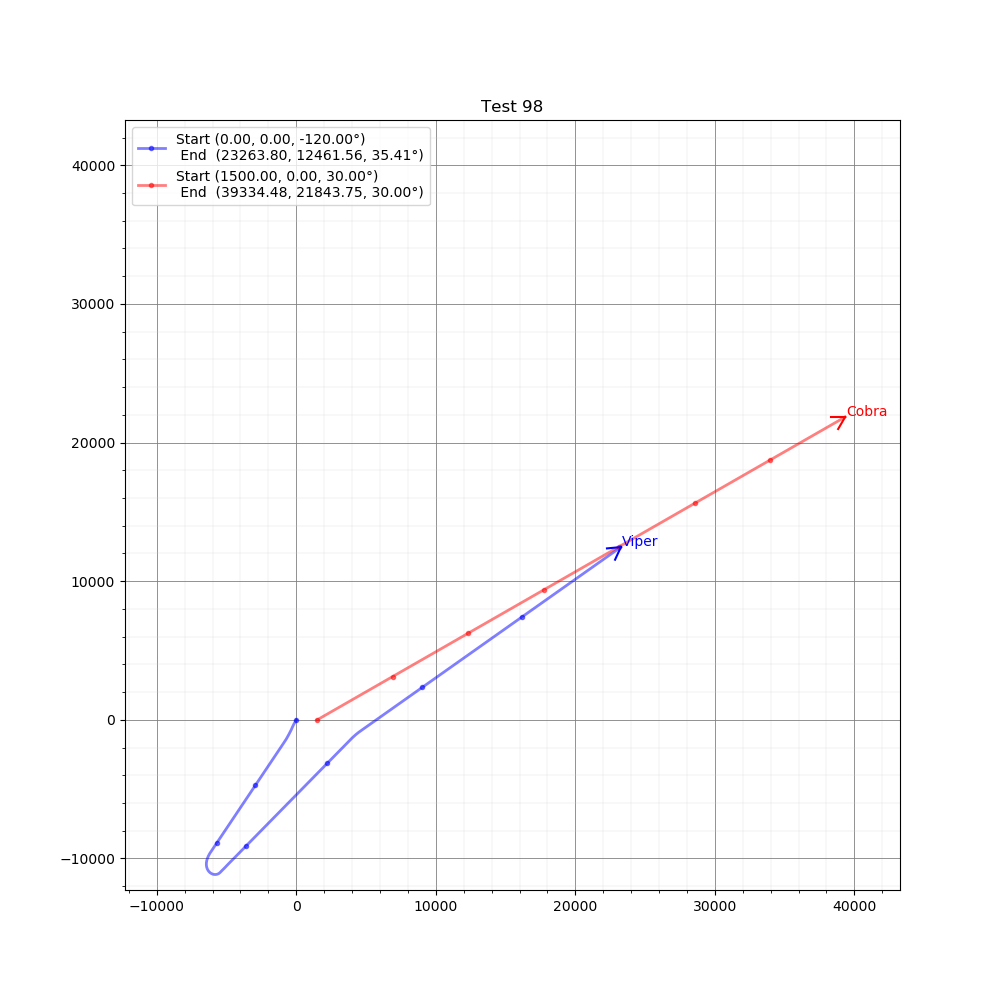 Test 98
Start (0.00, 0.00, -120.00°)
End  (23263.80, 12461.56, 35.41°)
Start (1500.00, 0.00, 30.00°)
End  (39334.48, 21843.75, 30.00°)
40000
30000
20000
10000
0
−10000
Cobra
Viper
−10000
0
10000
20000
30000
40000